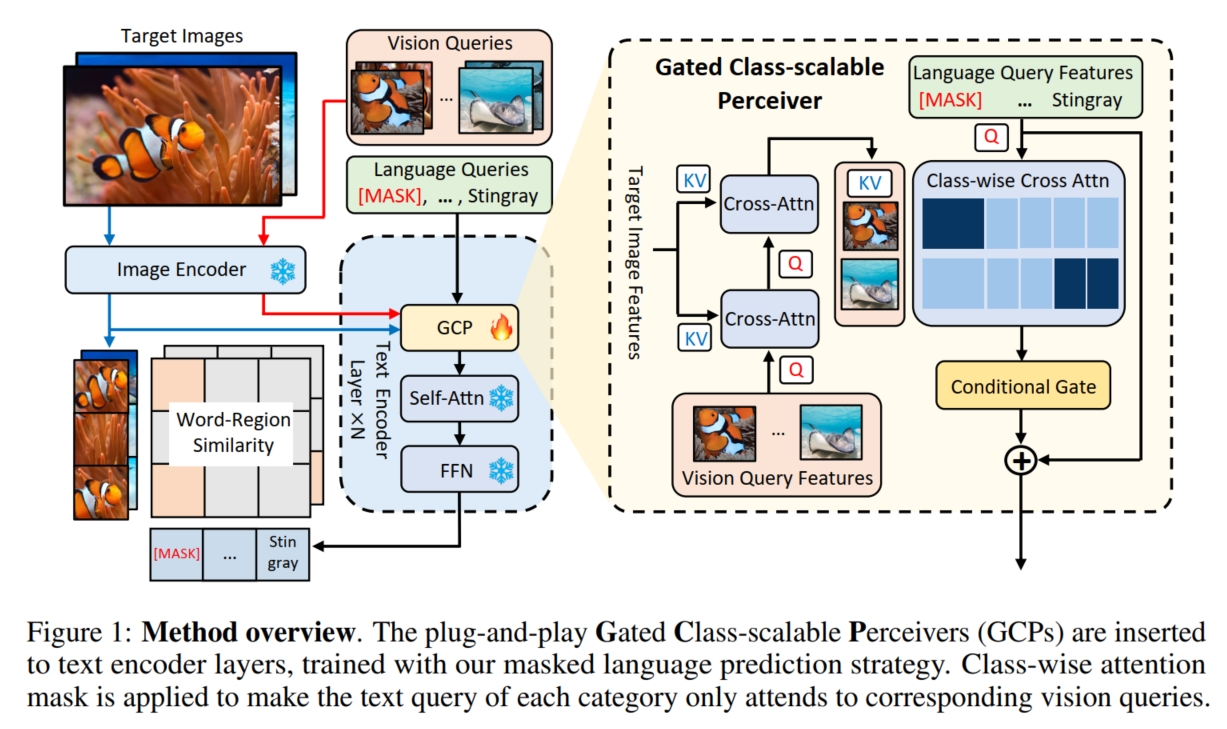 Target Images
Vision Queries
...
Language Queries
[MASK], ... , Stingray
Image Encoder
GCP
Self-Attn
FFN
Text Encoder
Layer ×N
Word-Region
Similarity
[MASK]
...
Stin
gray
Gated Class-scalable
Perceiver
Language Query Features
[MASK] ... Stingray
Q
Target Image Features
KV
Cross-Attn
Q
KV
Cross-Attn
Q
...
Vision Query Features
KV
Class-wise Cross Attn
Conditional Gate
Figure 1: Method overview. The plug-and-play Gated Class-scalable Perceivers (GCPs) are inserted
to text encoder layers, trained with our masked language prediction strategy. Class-wise attention
mask is applied to make the text query of each category only attends to corresponding vision queries.